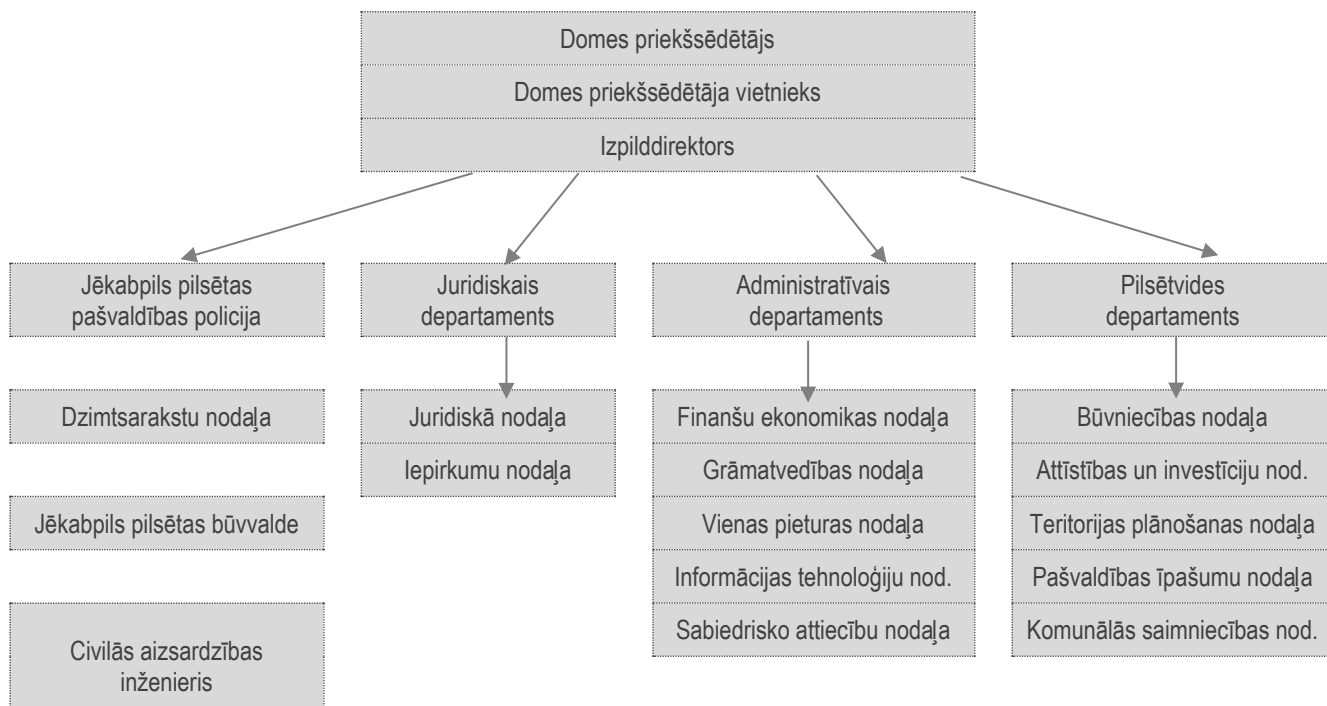 Domes priekšsēdētājs
Domes priekšsēdētāja vietnieks
Izpilddirektors
Jēkabpils pilsētas
pašvaldības policija
Dzimtsarakstu nodaļa
Jēkabpils pilsētas būvvalde
Civilās aizsardzības
inženieris
Juridiskais
departaments
Juridiskā nodaļa
Iepirkumu nodaļa
Administratīvais
departaments
Finanšu ekonomikas nodaļa
Grāmatvedības nodaļa
Vienas pieturas nodaļa
Informācijas tehnoloģiju nod.
Sabiedrisko attiecību nodaļa
Pilsētvides
departaments
Būvniecības nodaļa
Attīstības un investīciju nod.
Teritorijas plānošanas nodaļa
Pašvaldības īpašumu nodaļa
Komunālās saimniecības nod.